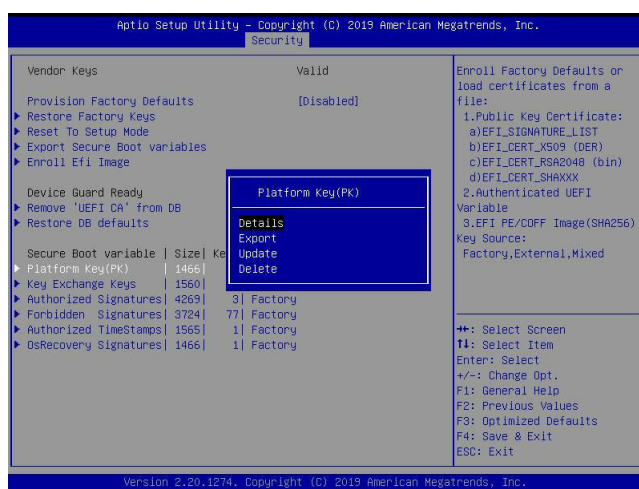 Aptio Setup Utility – Copyright (C) 2019 American Megatrends, Inc.
Security
Vendor Keys Valid
Provision Factory Defaults [Disabled]
Restore Factory Keys
Reset To Setup Mode
Export Secure Boot variables
Enroll Efi Image
Device Guard Ready
Remove 'UEFI CA' from DB
Restore DB defaults
Secure Boot variable | Size| Ke
Platform Key(PK) | 1466|
Key Exchange Keys | 1560|
Authorized Signatures| 4269| 3| Factory
Forbidden Signatures| 3724| 77| Factory
Authorized TimeStamps| 1565| 1| Factory
OsRecovery Signatures| 1466| 1| Factory
Platform Key(PK)
Details
Export
Update
Delete
Enroll Factory Defaults or
load certificates from a
file:
1.Public Key Certificate:
a)EFI_SIGNATURE_LIST
b)EFI_CERT_X509 (DER)
c)EFI_CERT_RSA2048 (bin)
d)EFI_CERT_SHAXXX
2.Authenticated UEFI
Variable
3.EFI PE/COFF Image(SHA256)
Key Source:
Factory,External,Mixed
→←: Select Screen
↑↓: Select Item
Enter: Select
+/-: Change Opt.
F1: General Help
F2: Previous Values
F3: Optimized Defaults
F4: Save & Exit
ESC: Exit
Version 2.20.1274. Copyright (C) 2019 American Megatrends, Inc.